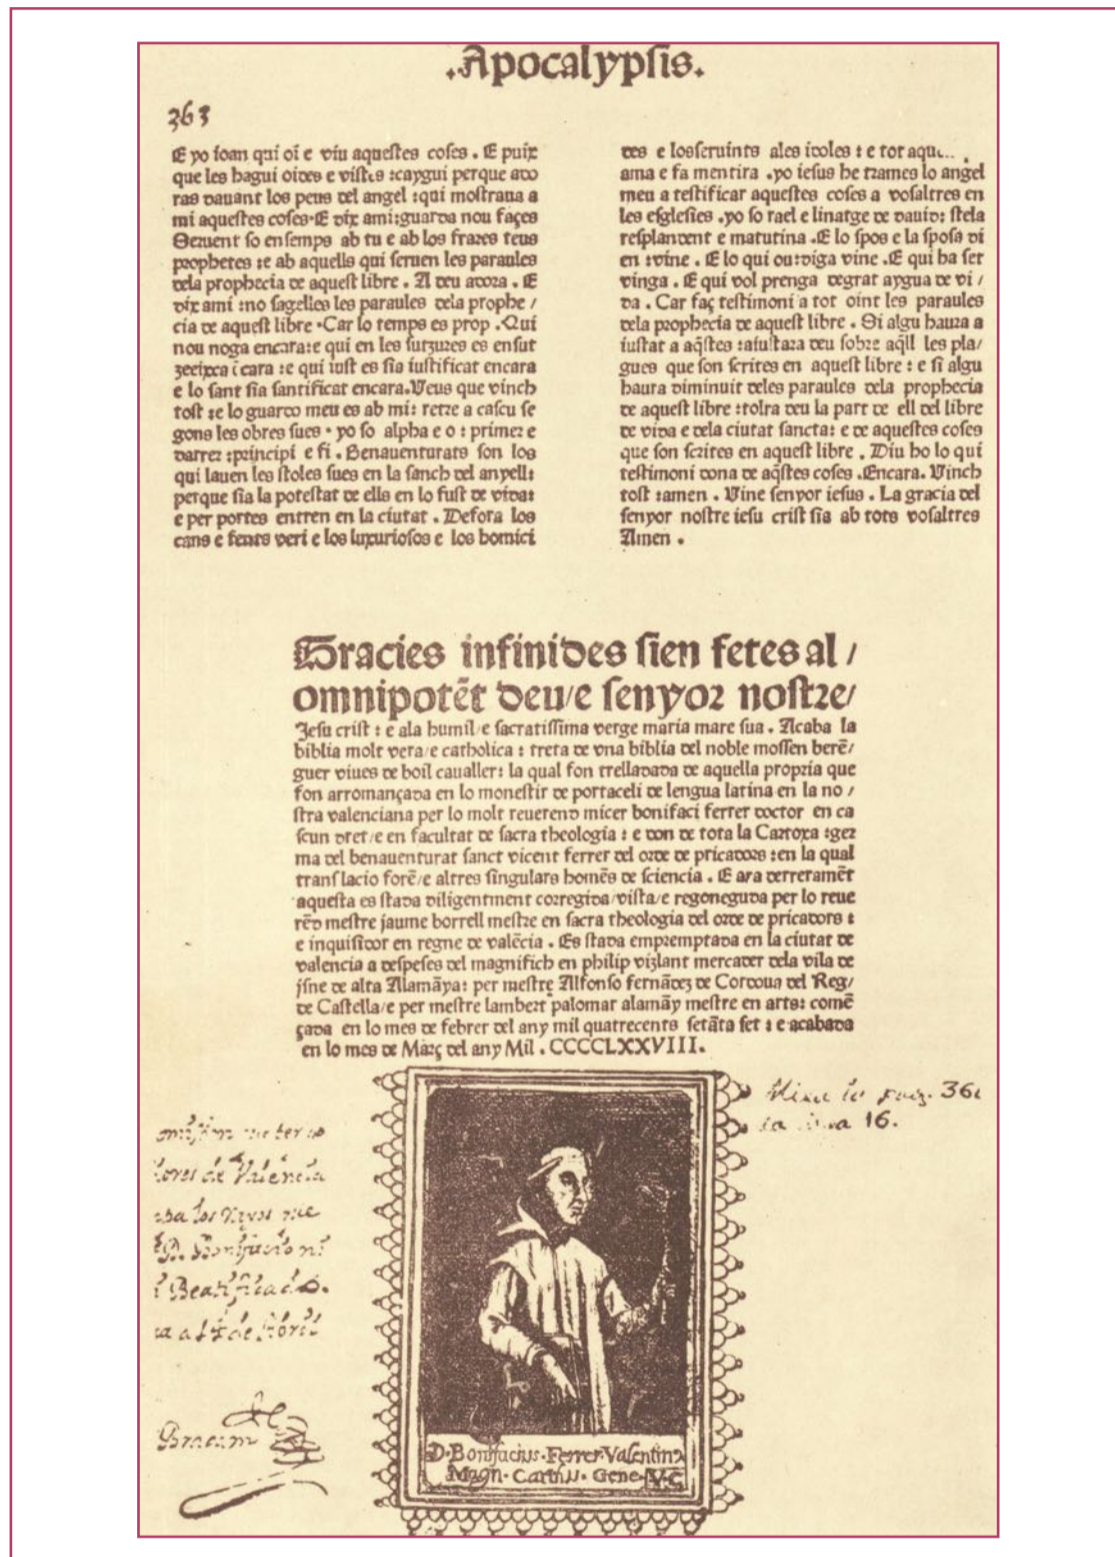 .Apocalypsis.
363
E yo ioan qui oi e viu aquestes coses . E puix
que les hagui oides e vistes :caygui perque ado
ras dauant los peus del angel :qui mostraua a
mi aquestes coses·E dix ami:guarda nou façes
Seruent so ensemps ab tu e ab los frares teus
prophetes :e ab aquells qui seruen les paraules
dela prophecia de aquest libre . A deu adora . E
dix ami :no sagelles les paraules dela prophe /
cia de aquest libre ·Car lo temps es prop .Qui
nou noga encara:e qui en les sutzures es ensut
zeeixca ĩcara :e qui iust es sia iustificat encara
e lo sant sia santificat encara.Ueus que vinch
tost :e lo guardo meu es ab mi: retre a cascu se
gons les obres sues · yo so alpha e o : primer e
darrer :principi e fi . Benauenturats son los
qui lauen les stoles sues en la sanch del anyell:
perque sia la potestat de ells en lo fust de vida:
e per portes entren en la ciutat . Defora los
cans e fents veri e los luxuriosos e los homici
des e losseruints ales idoles : e tot aqu...
ama e fa mentira .yo iesus he trames lo angel
meu a testificar aquestes coses a vosaltres en
les esglesies .yo so rael e linatge de dauid: stela
resplandent e matutina .E lo spos e la sposa di
en :vine . E lo qui ou:diga vine .E qui ha set
vinga . E qui vol prenga degrat aygua de vi /
da . Car faç testimoni a tot oint les paraules
dela prophecia de aquest libre . Si algu haura a
iustat a aq̃stes :aiustara deu sobre aq̃ll les pla/
gues que son scrites en aquest libre : e si algu
haura diminuit deles paraules dela prophecia
de aquest libre :tolra deu la part de ell del libre
de vida e dela ciutat sancta: e de aquestes coses
que son scrites en aquest libre . Diu ho lo qui
testimoni dona de aq̃stes coses .Encara. Vinch
tost :amen . Vine senyor iesus . La gracia del
senyor nostre iesu crist sia ab tots vosaltres
Amen .
Gracies infinides sien fetes al /
omnipotẽt deu/e senyor nostre/
Jesu crist : e ala humil/e sacratissima verge maria mare sua . Acaba la
biblia molt vera/e catholica : treta de vna biblia del noble mossen berẽ/
guer viues de boil caualler: la qual fon trelladada de aquella propria que
fon arromançada en lo monestir de portaceli de lengua latina en la no /
stra valenciana per lo molt reuerend micer bonifaci ferrer doctor en ca
scun dret/e en facultat de sacra theologia : e don de tota la Cartoxa :ger
ma del benauenturat sanct vicent ferrer del orde de pricadors :en la qual
translacio forẽ/e altres singulars homẽs de sciencia . E ara derreramẽt
aquesta es stada diligentment corregida/vista/e regoneguda per lo reue
rẽd mestre jaume borrell mestre en sacra theologia del orde de pricadors :
e inquisidor en regne de valẽcia . Es stada empremptada en la ciutat de
valencia a despeses del magnifich en philip vizlant mercader dela vila de
jsne de alta Alamãya: per mestre Alfonso fernãdez de Cordoua del Reg/
de Castella/e per mestre lambert palomar alamãy mestre en arts: comẽ
çada en lo mes de febrer del any mil quatrecents setãta set : e acabada
en lo mes de Març del any Mil . CCCCLXXVIII.
36
16.
de Valencia
Beatificado.
D·Bonifacius·Ferrer·Valentin⁹
Magn·Carthu·Gene·V·C